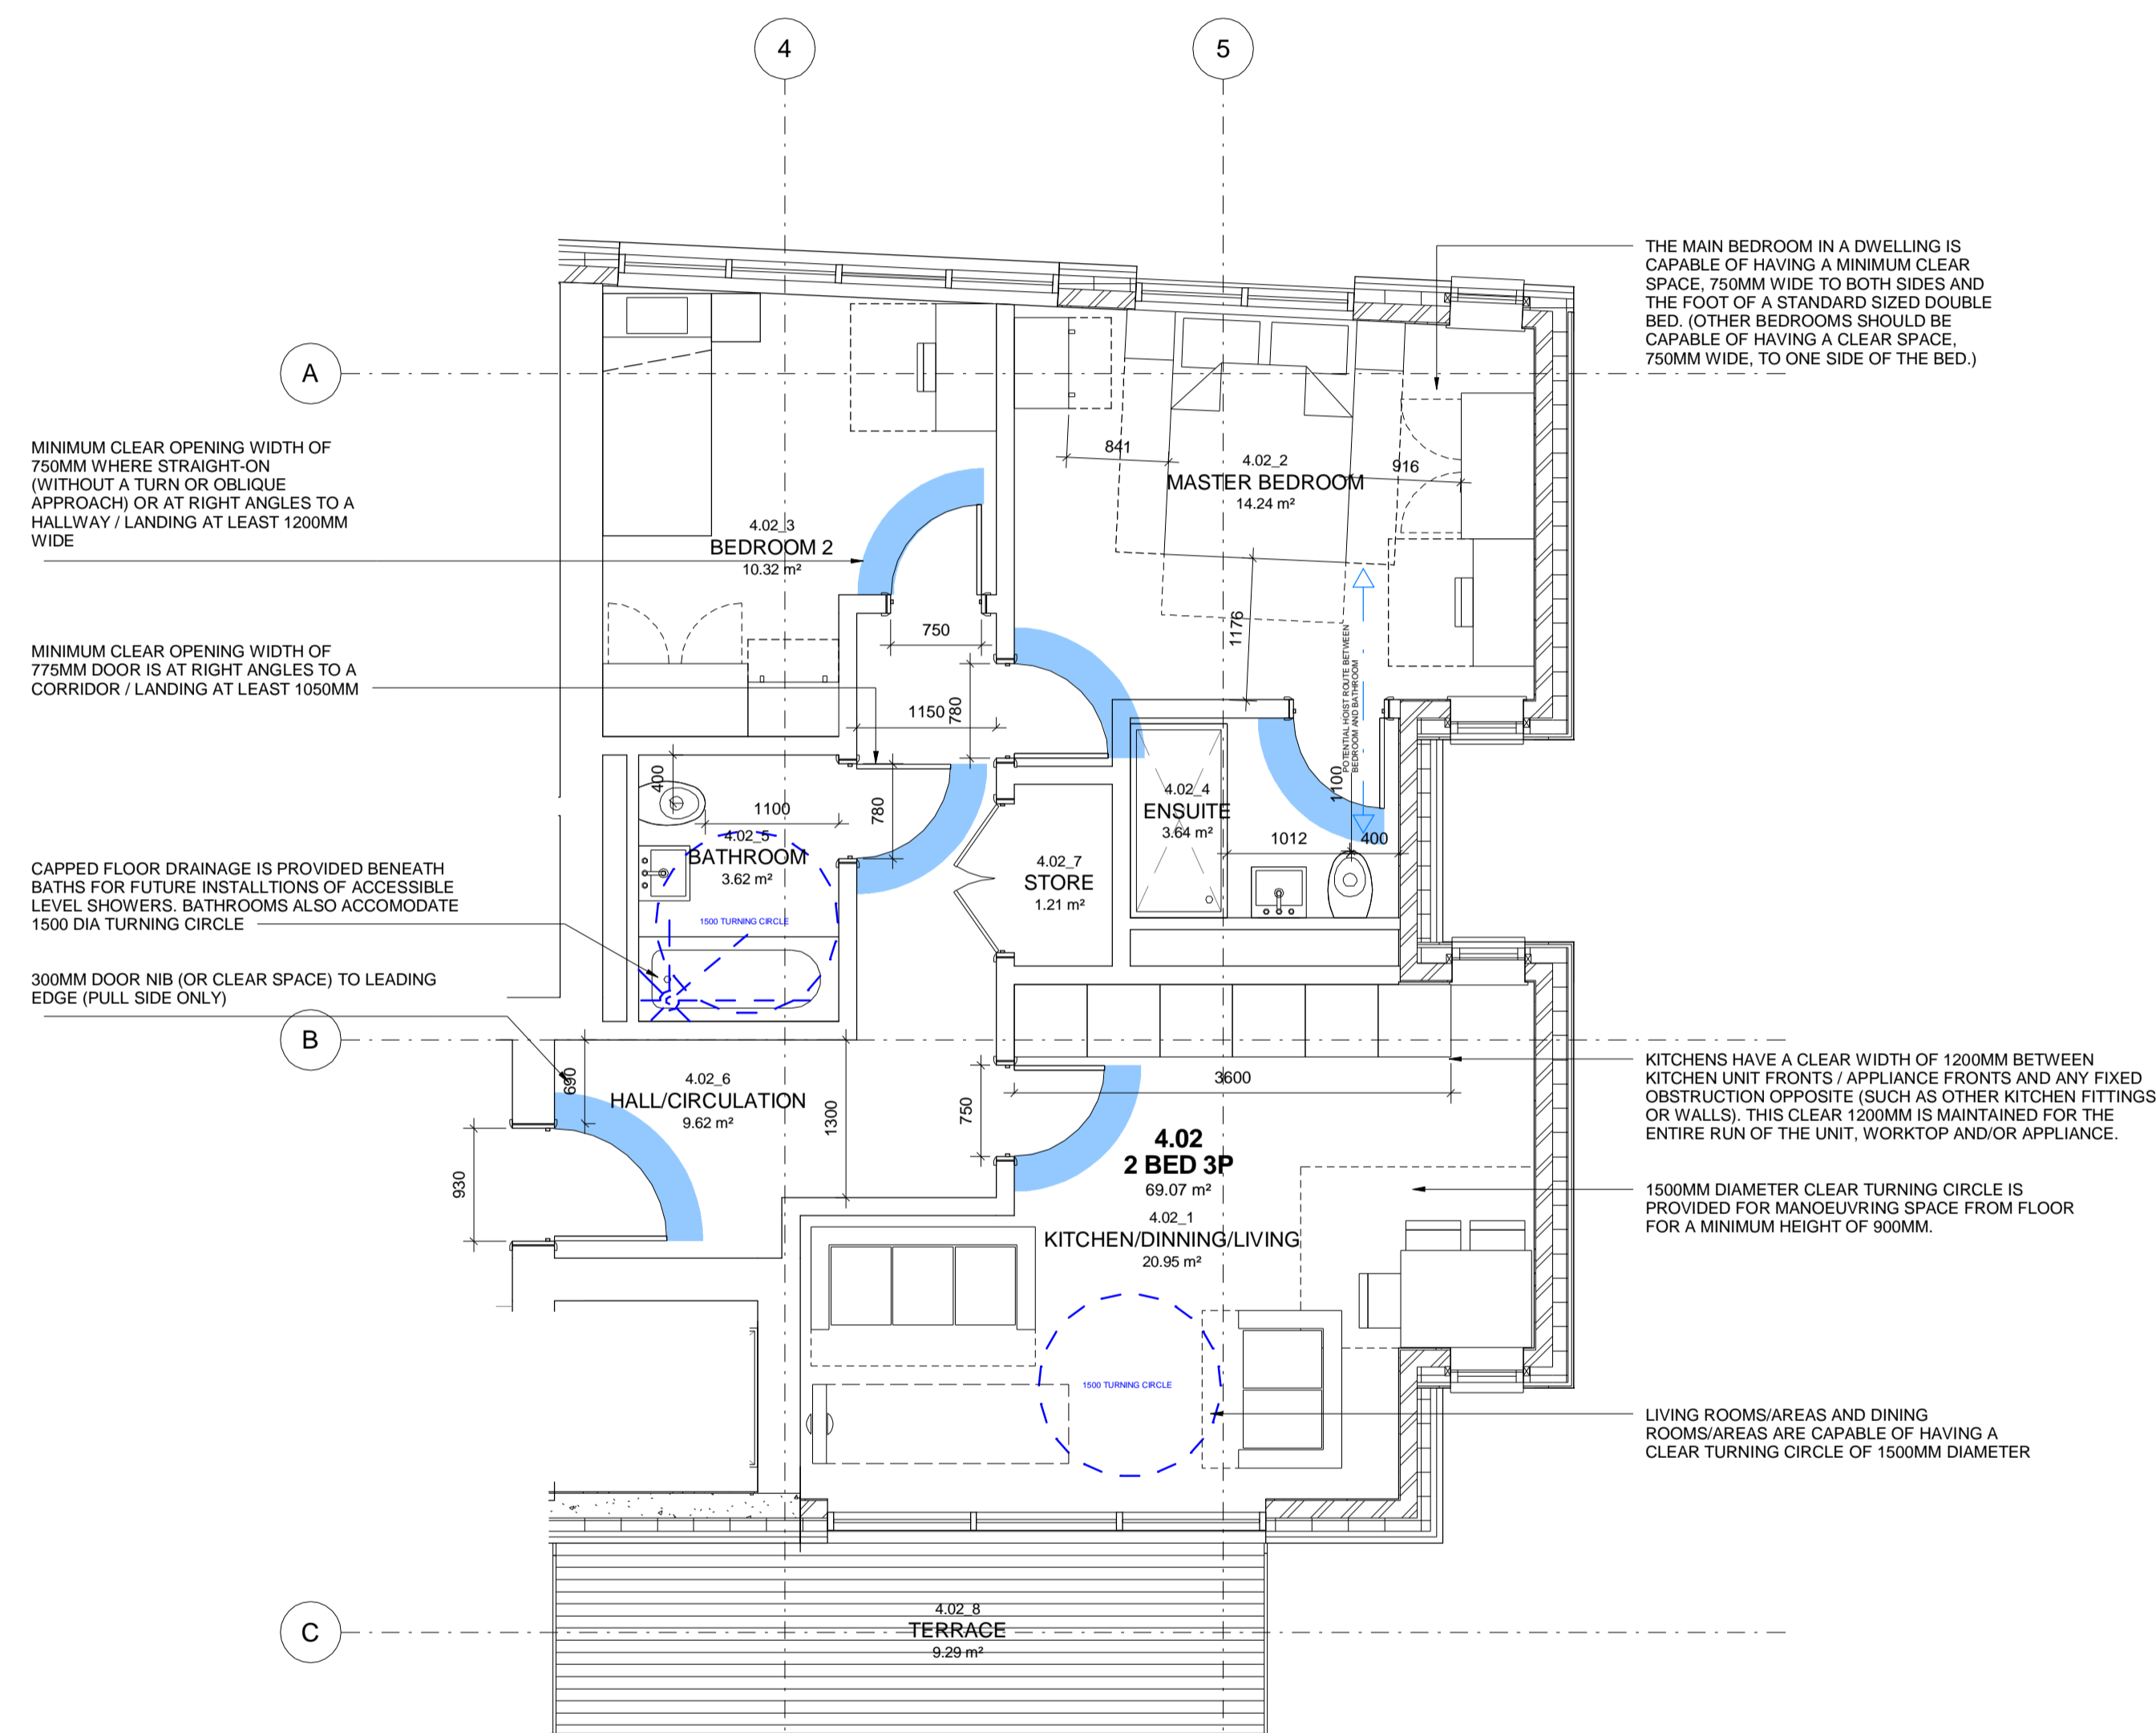 4
5
A
B
C
THE MAIN BEDROOM IN A DWELLING IS
CAPABLE OF HAVING A MINIMUM CLEAR
SPACE, 750MM WIDE TO BOTH SIDES AND
THE FOOT OF A STANDARD SIZED DOUBLE
BED. (OTHER BEDROOMS SHOULD BE
CAPABLE OF HAVING A CLEAR SPACE,
750MM WIDE, TO ONE SIDE OF THE BED.)
MINIMUM CLEAR OPENING WIDTH OF
750MM WHERE STRAIGHT-ON
(WITHOUT A TURN OR OBLIQUE
APPROACH) OR AT RIGHT ANGLES TO A
HALLWAY / LANDING AT LEAST 1200MM
WIDE
MINIMUM CLEAR OPENING WIDTH OF
775MM DOOR IS AT RIGHT ANGLES TO A
CORRIDOR / LANDING AT LEAST 1050MM
CAPPED FLOOR DRAINAGE IS PROVIDED BENEATH
BATHS FOR FUTURE INSTALLTIONS OF ACCESSIBLE
LEVEL SHOWERS. BATHROOMS ALSO ACCOMODATE
1500 DIA TURNING CIRCLE
300MM DOOR NIB (OR CLEAR SPACE) TO LEADING
EDGE (PULL SIDE ONLY)
841
916
4.02_2
MASTER BEDROOM
14.24 m²
4.02_3
BEDROOM 2
10.32 m²
750
1176
POTENTIAL HOIST ROUTE BETWEEN
BEDROOM AND BATHROOM
1150
780
400
1100
780
1100
4.02_4
ENSUITE
3.64 m²
1012
400
4.02_5
BATHROOM
3.62 m²
1500 TURNING CIRCLE
4.02_7
STORE
1.21 m²
690
4.02_6
HALL/CIRCULATION
9.62 m²
1300
930
750
3600
4.02
2 BED 3P
69.07 m²
4.02_1
KITCHEN/DINNING/LIVING
20.95 m²
1500 TURNING CIRCLE
KITCHENS HAVE A CLEAR WIDTH OF 1200MM BETWEEN
KITCHEN UNIT FRONTS / APPLIANCE FRONTS AND ANY FIXED
OBSTRUCTION OPPOSITE (SUCH AS OTHER KITCHEN FITTINGS
OR WALLS). THIS CLEAR 1200MM IS MAINTAINED FOR THE
ENTIRE RUN OF THE UNIT, WORKTOP AND/OR APPLIANCE.
1500MM DIAMETER CLEAR TURNING CIRCLE IS
PROVIDED FOR MANOEUVRING SPACE FROM FLOOR
FOR A MINIMUM HEIGHT OF 900MM.
LIVING ROOMS/AREAS AND DINING
ROOMS/AREAS ARE CAPABLE OF HAVING A
CLEAR TURNING CIRCLE OF 1500MM DIAMETER
4.02_8
TERRACE
9.29 m²